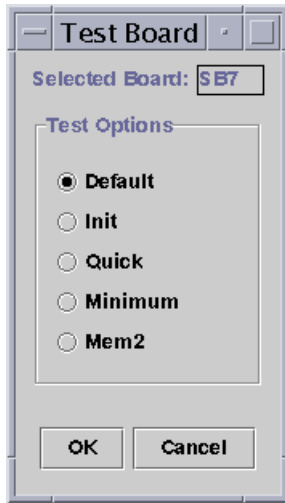 Test Board
Selected Board: SB7
Test Options
Default
Init
Quick
Minimum
Mem2
OK Cancel